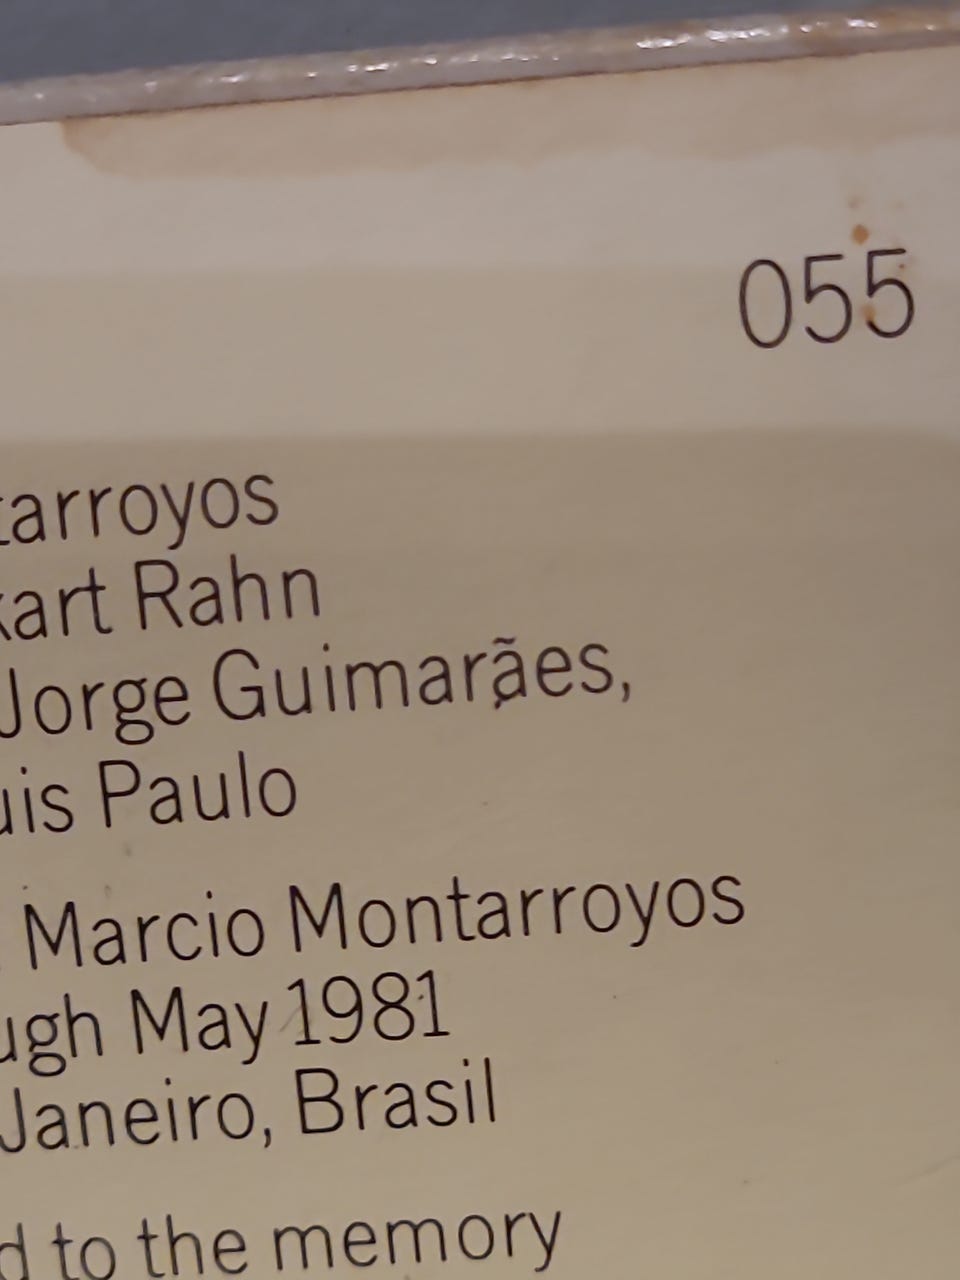 055
tarroyos
kart Rahn
Jorge Guimarães,
uis Paulo
Marcio Montarroyos
ugh May 1981
Janeiro, Brasil
d to the memory